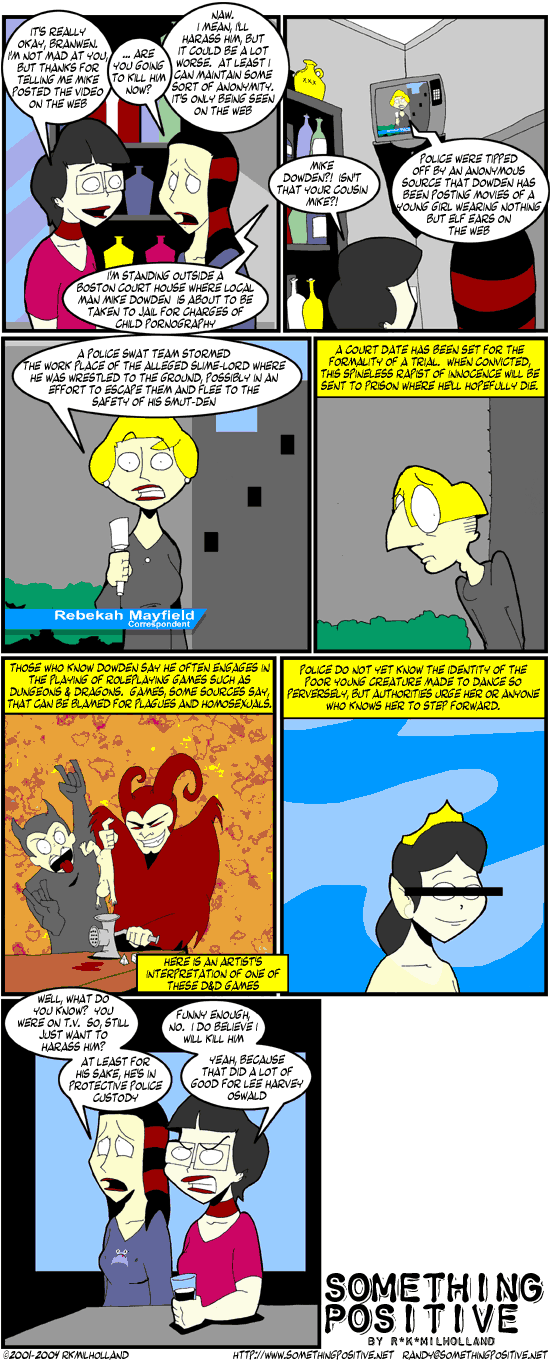 IT'S REALLY
OKAY, BRANWEN.
I'M NOT MAD AT YOU,
BUT THANKS FOR
TELLING ME MIKE
POSTED THE VIDEO
ON THE WEB
... ARE
YOU GOING
TO KILL HIM
NOW?
NAW.
I MEAN, I'LL
HARASS HIM, BUT
IT COULD BE A LOT
WORSE. AT LEAST I
CAN MAINTAIN SOME
SORT OF ANONYMITY.
IT'S ONLY BEING SEEN
ON THE WEB
I'M STANDING OUTSIDE A
BOSTON COURT HOUSE WHERE LOCAL
MAN MIKE DOWDEN IS ABOUT TO BE
TAKEN TO JAIL FOR CHARGES OF
CHILD PORNOGRAPHY
XXX
MIKE
DOWDEN?! ISN'T
THAT YOUR COUSIN
MIKE?!
POLICE WERE TIPPED
OFF BY AN ANONYMOUS
SOURCE THAT DOWDEN HAS
BEEN POSTING MOVIES OF A
YOUNG GIRL WEARING NOTHING
BUT ELF EARS ON
THE WEB
A POLICE SWAT TEAM STORMED
THE WORK PLACE OF THE ALLEGED SLIME-LORD WHERE
HE WAS WRESTLED TO THE GROUND, POSSIBLY IN AN
EFFORT TO ESCAPE THEM AND FLEE TO THE
SAFETY OF HIS SMUT-DEN
Rebekah Mayfield
Correspondent
A COURT DATE HAS BEEN SET FOR THE
FORMALITY OF A TRIAL. WHEN CONVICTED,
THIS SPINELESS RAPIST OF INNOCENCE WILL BE
SENT TO PRISON WHERE HE'LL HOPEFULLY DIE.
THOSE WHO KNOW DOWDEN SAY HE OFTEN ENGAGES IN
THE PLAYING OF ROLEPLAYING GAMES SUCH AS
DUNGEONS & DRAGONS. GAMES, SOME SOURCES SAY,
THAT CAN BE BLAMED FOR PLAGUES AND HOMOSEXUALS.
HERE IS AN ARTIST'S
INTERPRETATION OF ONE OF
THESE D&D GAMES
POLICE DO NOT YET KNOW THE IDENTITY OF THE
POOR YOUNG CREATURE MADE TO DANCE SO
PERVERSELY, BUT AUTHORITIES URGE HER OR ANYONE
WHO KNOWS HER TO STEP FORWARD.
WELL, WHAT DO
YOU KNOW? YOU
WERE ON T.V. SO, STILL
JUST WANT TO
HARASS HIM?
FUNNY ENOUGH,
NO. I DO BELIEVE I
WILL KILL HIM
AT LEAST FOR
HIS SAKE, HE'S IN
PROTECTIVE POLICE
CUSTODY
YEAH, BECAUSE
THAT DID A LOT OF
GOOD FOR LEE HARVEY
OSWALD
SOMETHING
POSITIVE
BY R*K*MILHOLLAND
©2001-2004 RKMILHOLLAND
HTTP://WWW.SOMETHINGPOSITIVE.NET RANDY@SOMETHINGPOSITIVE.NET